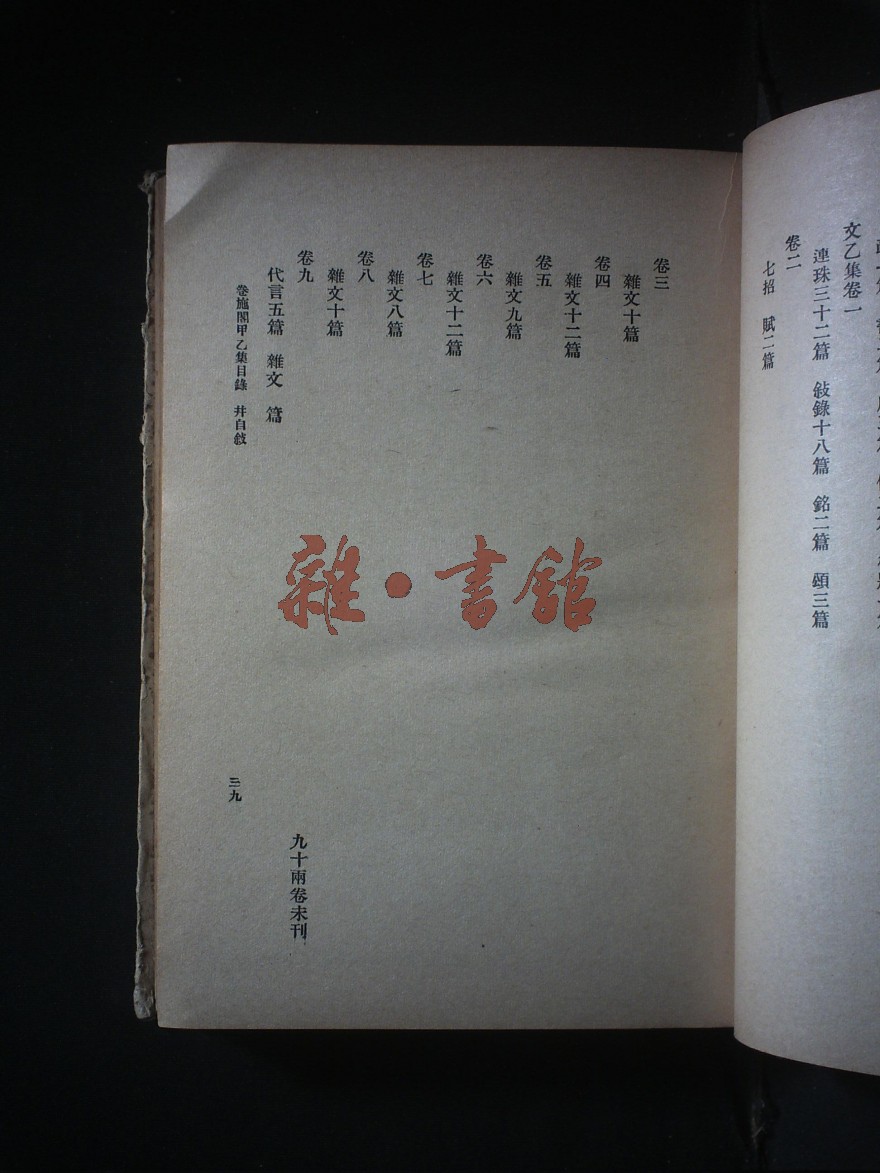 文乙集卷一
連珠三十二篇　敍錄十八篇　銘二篇　頌三篇
卷二
七招　賦二篇
卷三
雜文十篇
卷四
雜文十二篇
卷五
雜文九篇
卷六
雜文十二篇
卷七
雜文八篇
卷八
雜文十篇
卷九
九十兩卷未刊
代言五篇　雜文　篇
卷施閣甲乙集目錄　井自敍
三九
雜·書館